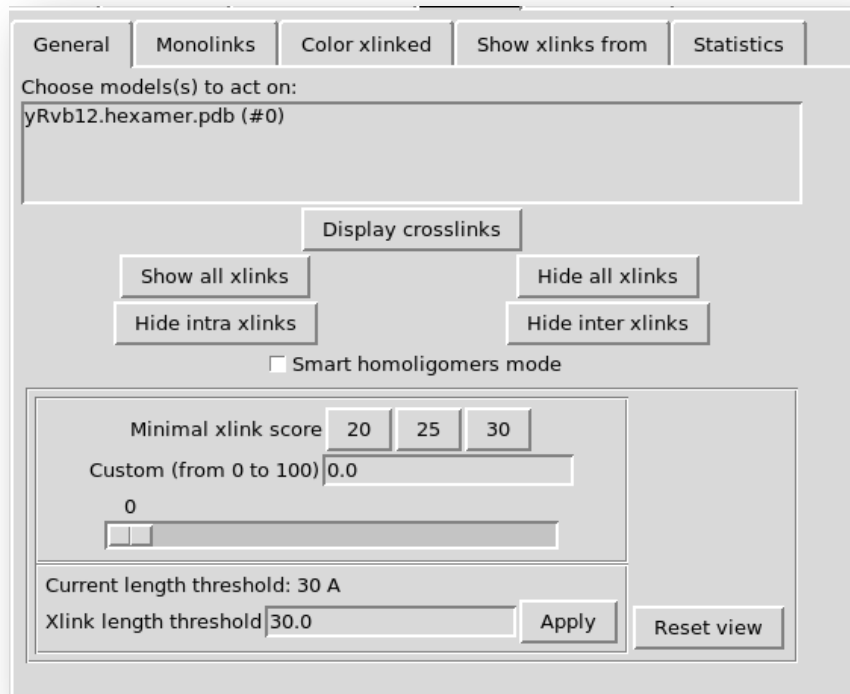 General Monolinks Color xlinked Show xlinks from Statistics
Choose models(s) to act on:
yRvb12.hexamer.pdb (#0)
Display crosslinks
Show all xlinks Hide all xlinks
Hide intra xlinks Hide inter xlinks
Smart homoligomers mode
Minimal xlink score 20 25 30
Custom (from 0 to 100) 0.0
0
Current length threshold: 30 A
Xlink length threshold 30.0 Apply Reset view